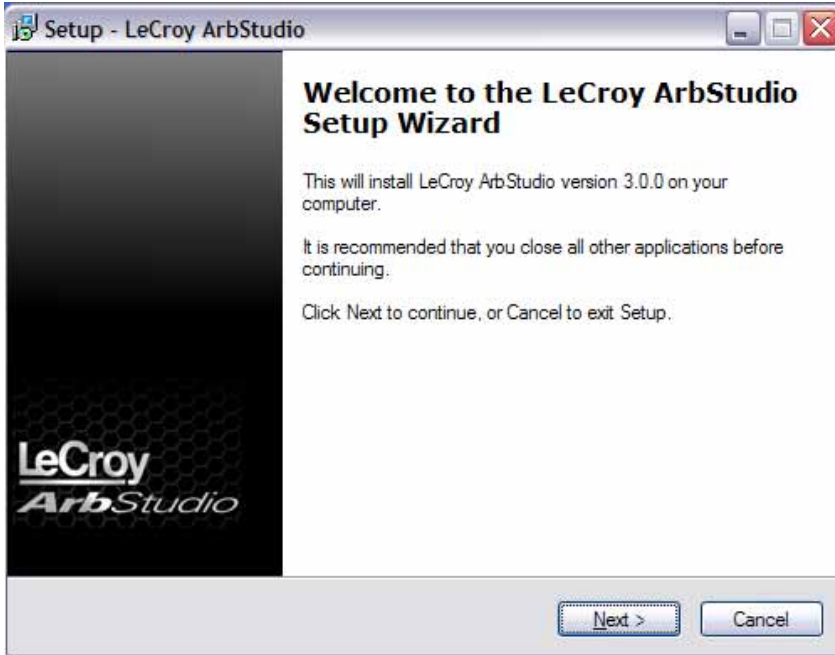 Setup - LeCroy ArbStudio
Welcome to the LeCroy ArbStudio
Setup Wizard
This will install LeCroy ArbStudio version 3.0.0 on your
computer.
It is recommended that you close all other applications before
continuing.
Click Next to continue, or Cancel to exit Setup.
LeCroy
ArbStudio
Next >
Cancel